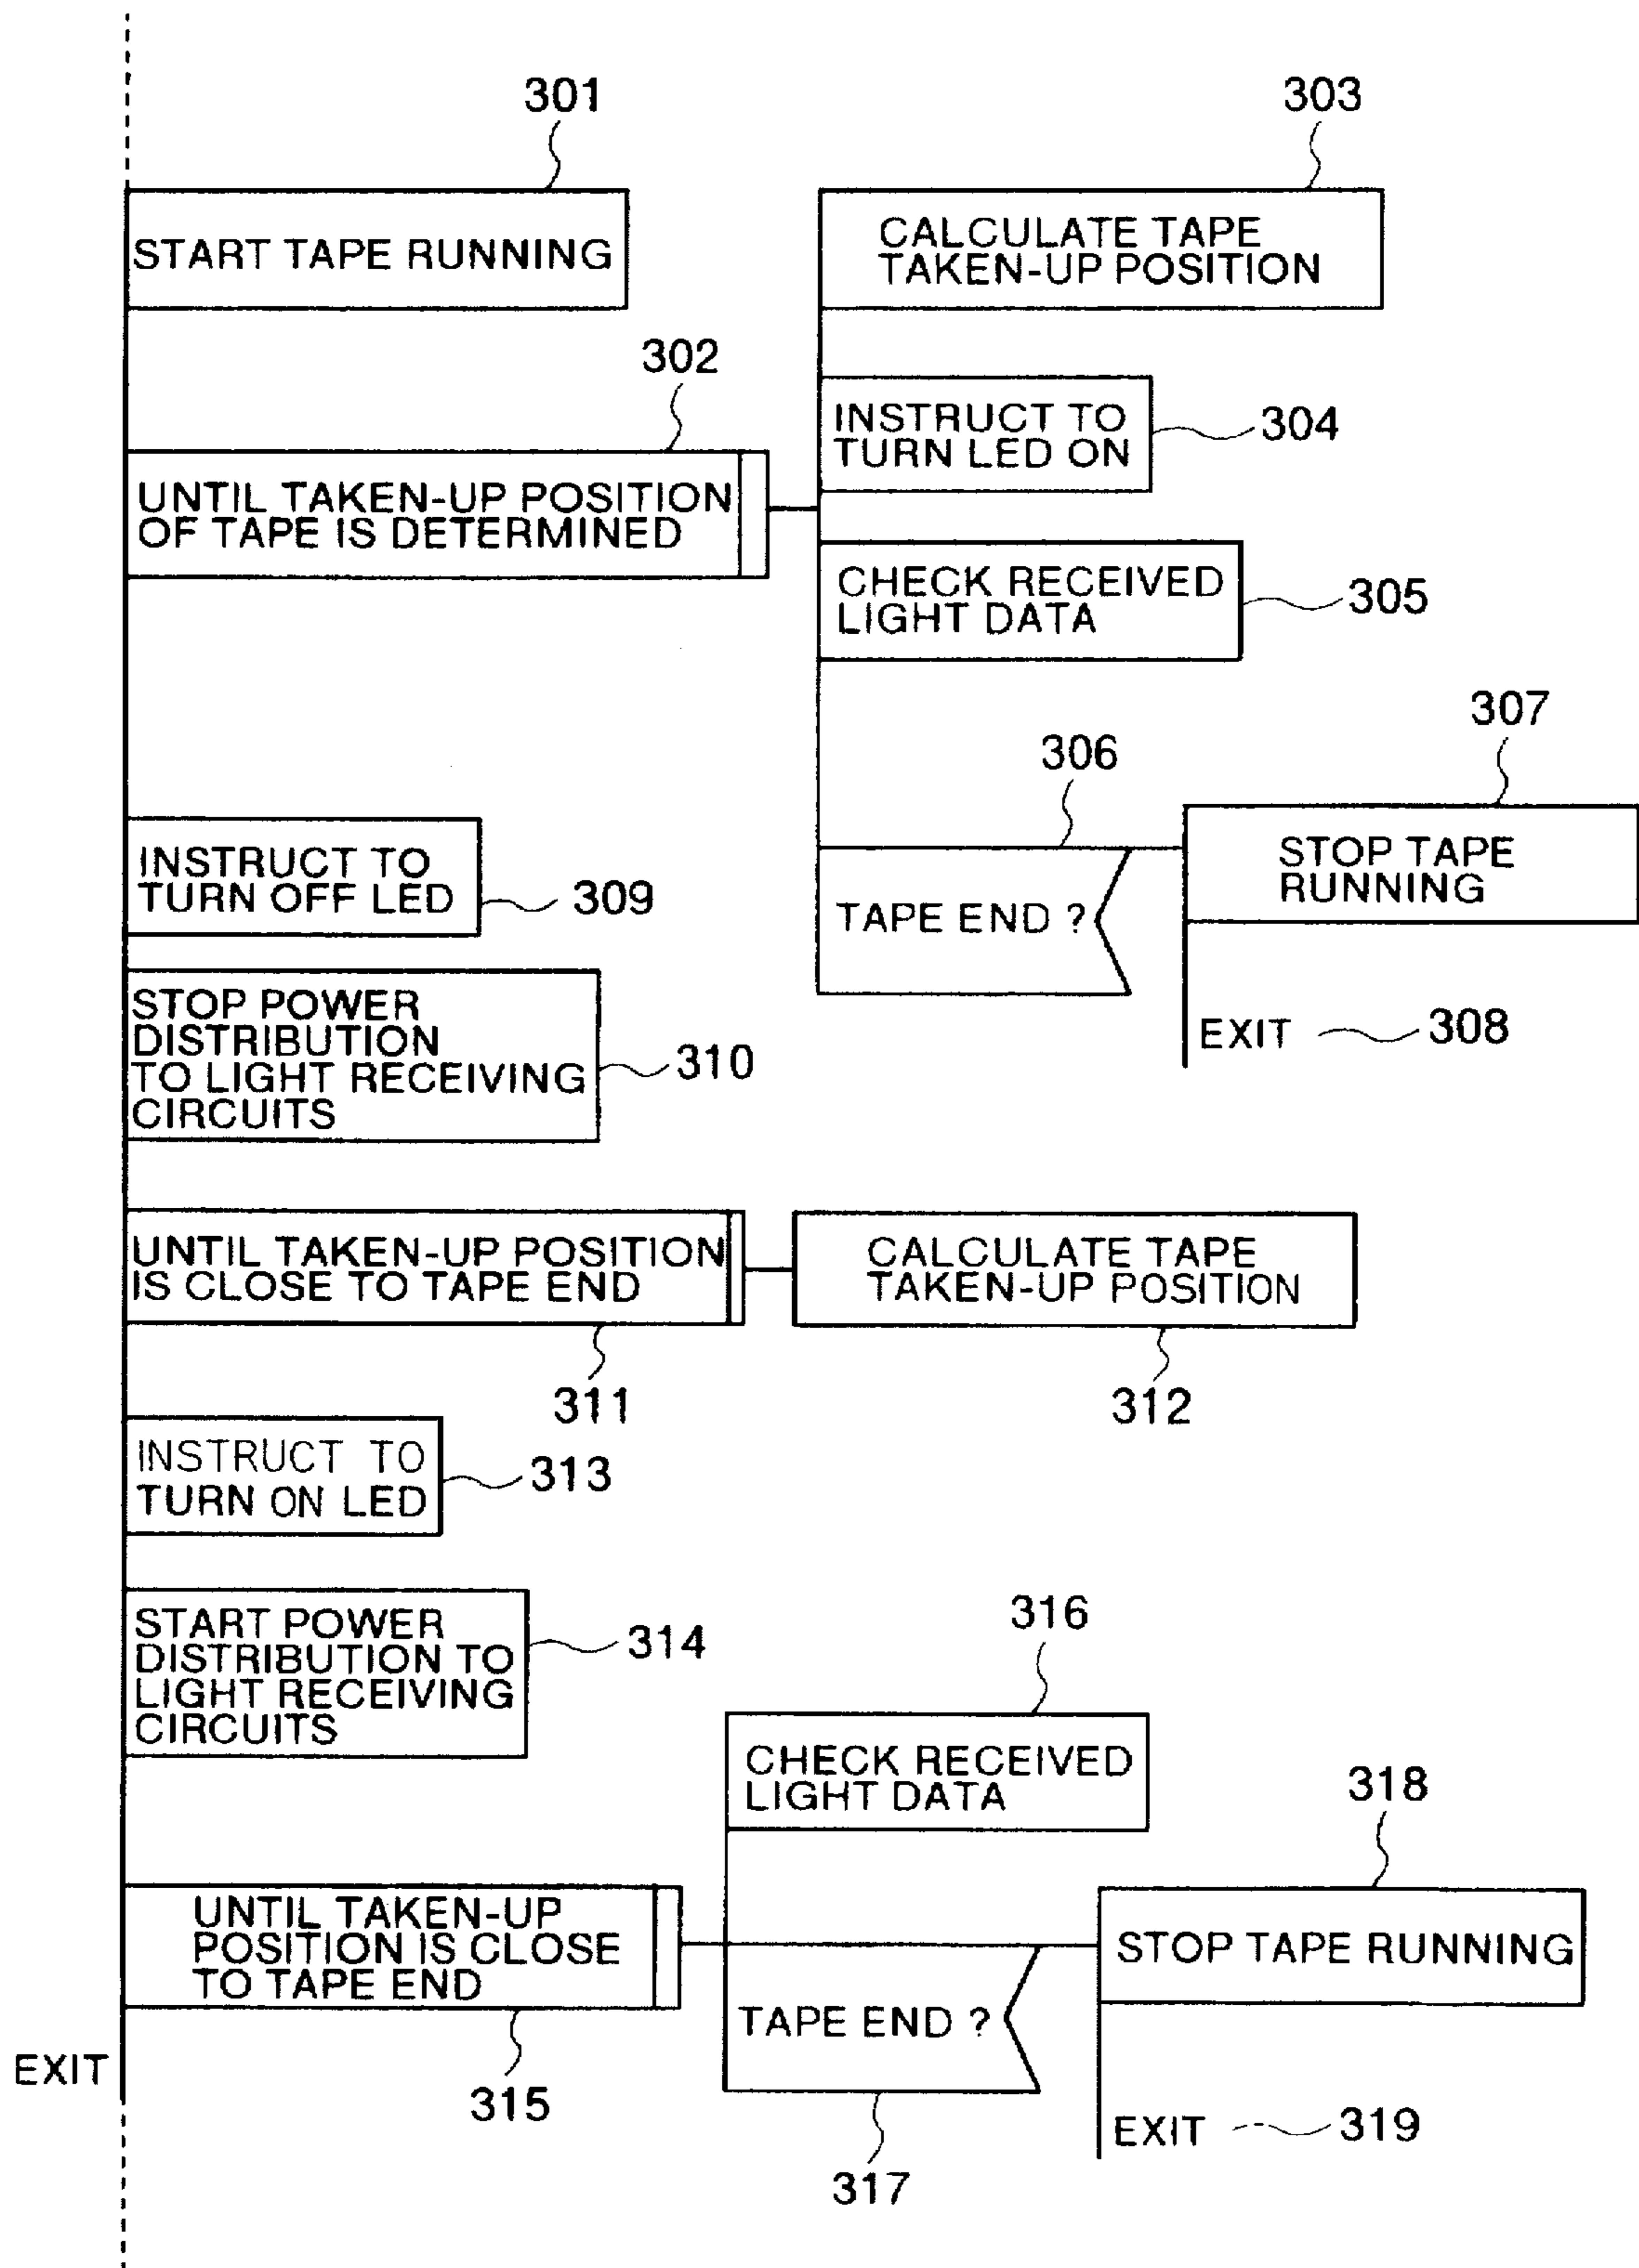 301
303
START TAPE RUNNING
CALCULATE TAPE
TAKEN-UP POSITION
302
INSTRUCT TO
TURN LED ON
304
UNTIL TAKEN-UP POSITION
OF TAPE IS DETERMINED
CHECK RECEIVED
LIGHT DATA
305
307
306
STOP TAPE
RUNNING
INSTRUCT TO
TURN OFF LED
309
TAPE END ?
EXIT
308
STOP POWER
DISTRIBUTION
TO LIGHT RECEIVING
CIRCUITS
310
UNTIL TAKEN-UP POSITION
IS CLOSE TO TAPE END
CALCULATE TAPE
TAKEN-UP POSITION
311
312
INSTRUCT TO
TURN ON LED
313
START POWER
DISTRIBUTION TO
LIGHT RECEIVING
CIRCUITS
314
316
CHECK RECEIVED
LIGHT DATA
318
UNTIL TAKEN-UP
POSITION IS CLOSE
TO TAPE END
STOP TAPE RUNNING
TAPE END ?
EXIT
315
EXIT
319
317